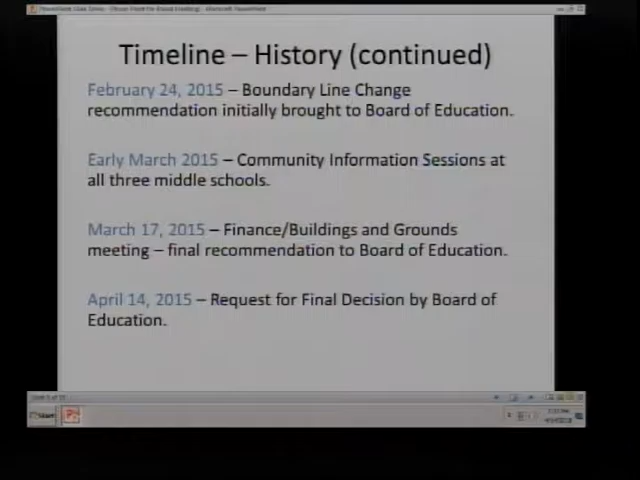 Timeline – History (continued)
February 24, 2015 – Boundary Line Change
recommendation initially brought to Board of Education.
Early March 2015 – Community Information Sessions at
all three middle schools.
March 17, 2015 – Finance/Buildings and Grounds
meeting – final recommendation to Board of Education.
April 14, 2015 – Request for Final Decision by Board of
Education.
Start